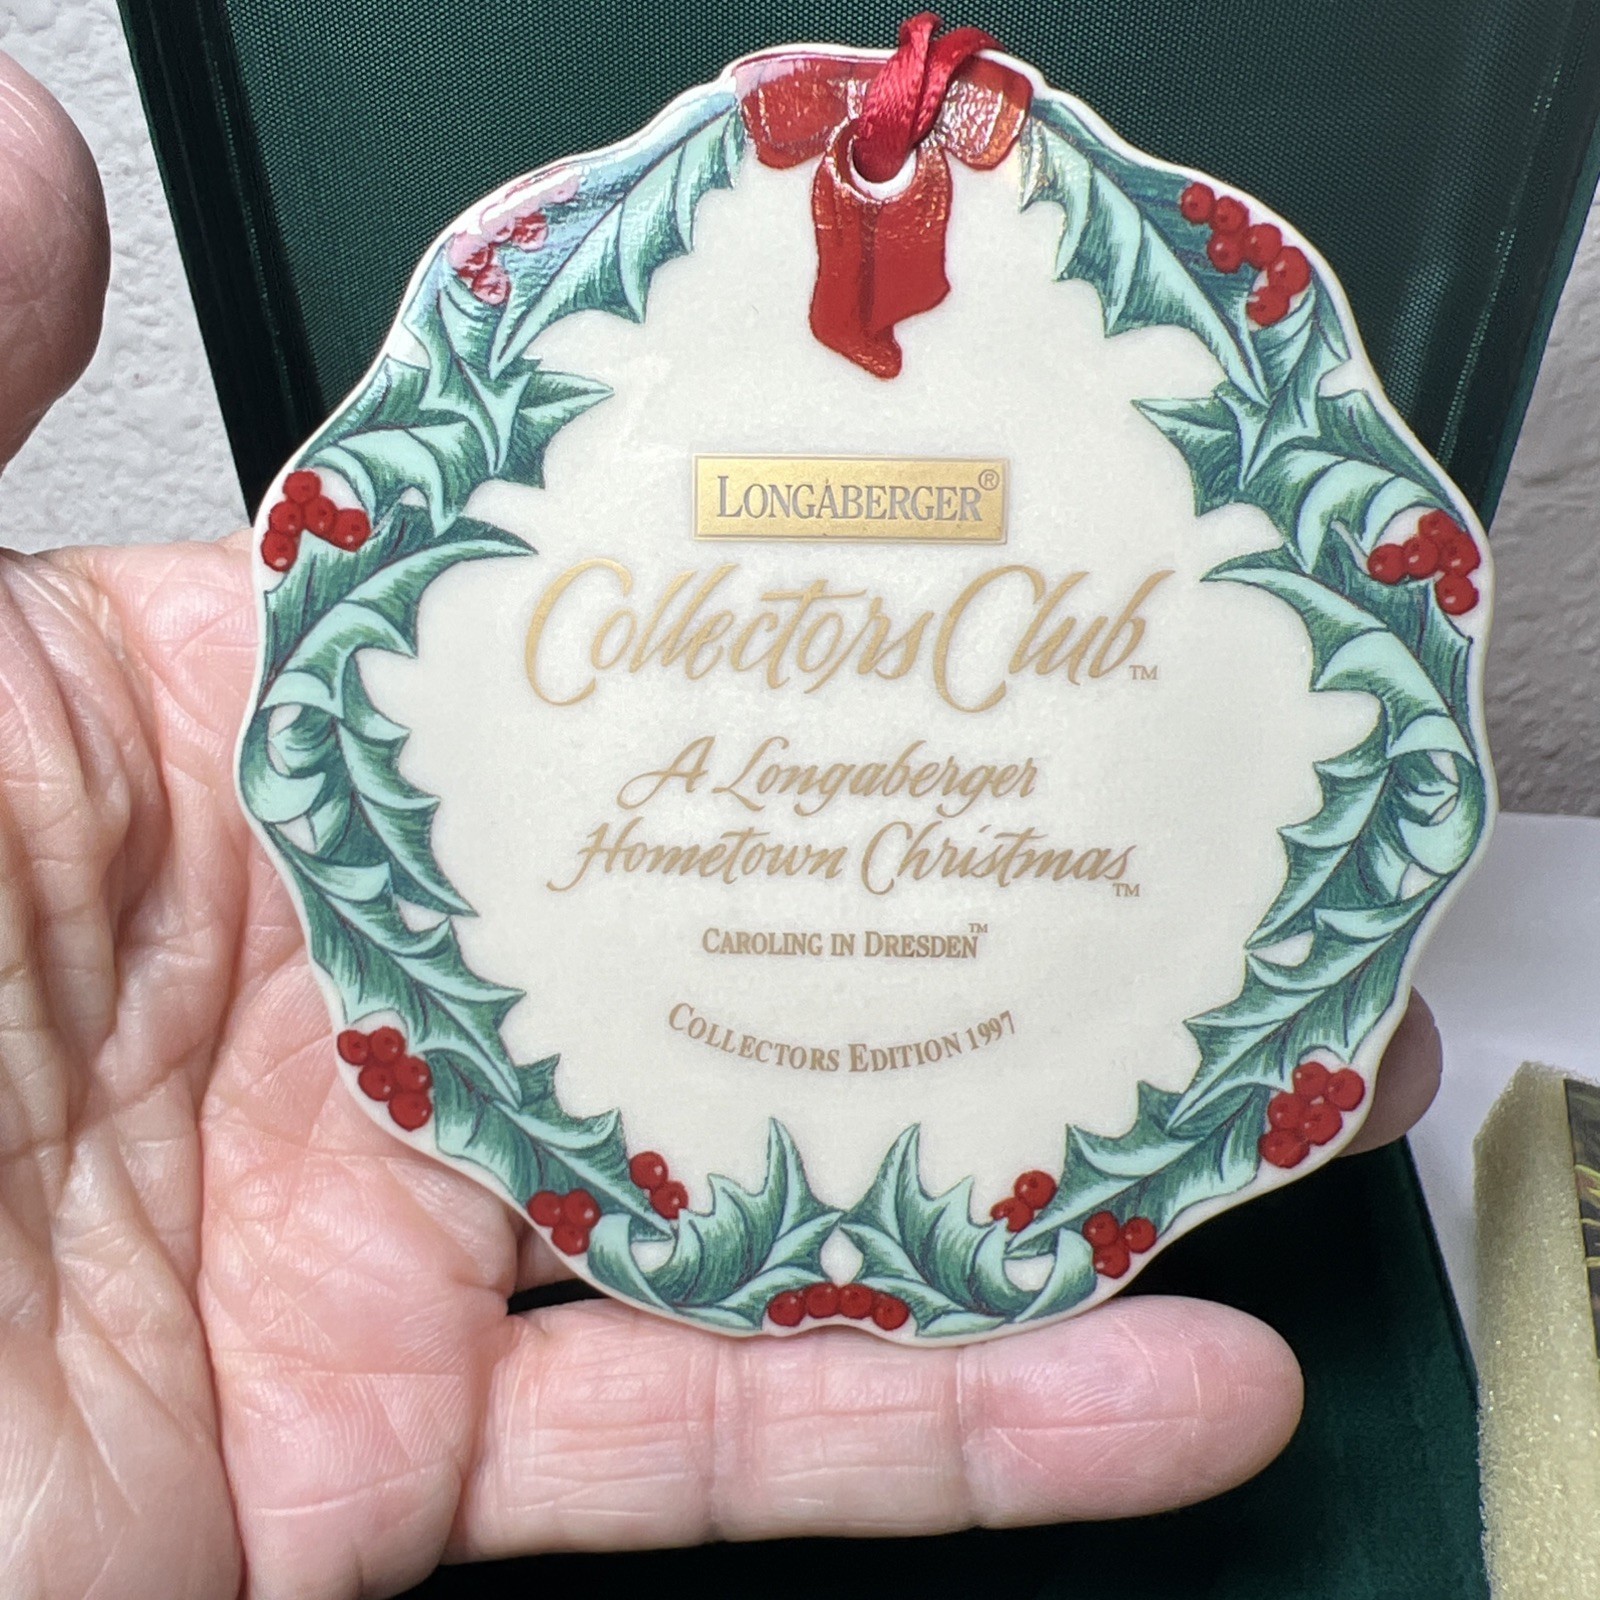 LONGABERGER®
Collectors Club™
A Longaberger
Hometown Christmas™
CAROLING IN DRESDEN™
COLLECTORS EDITION 1997